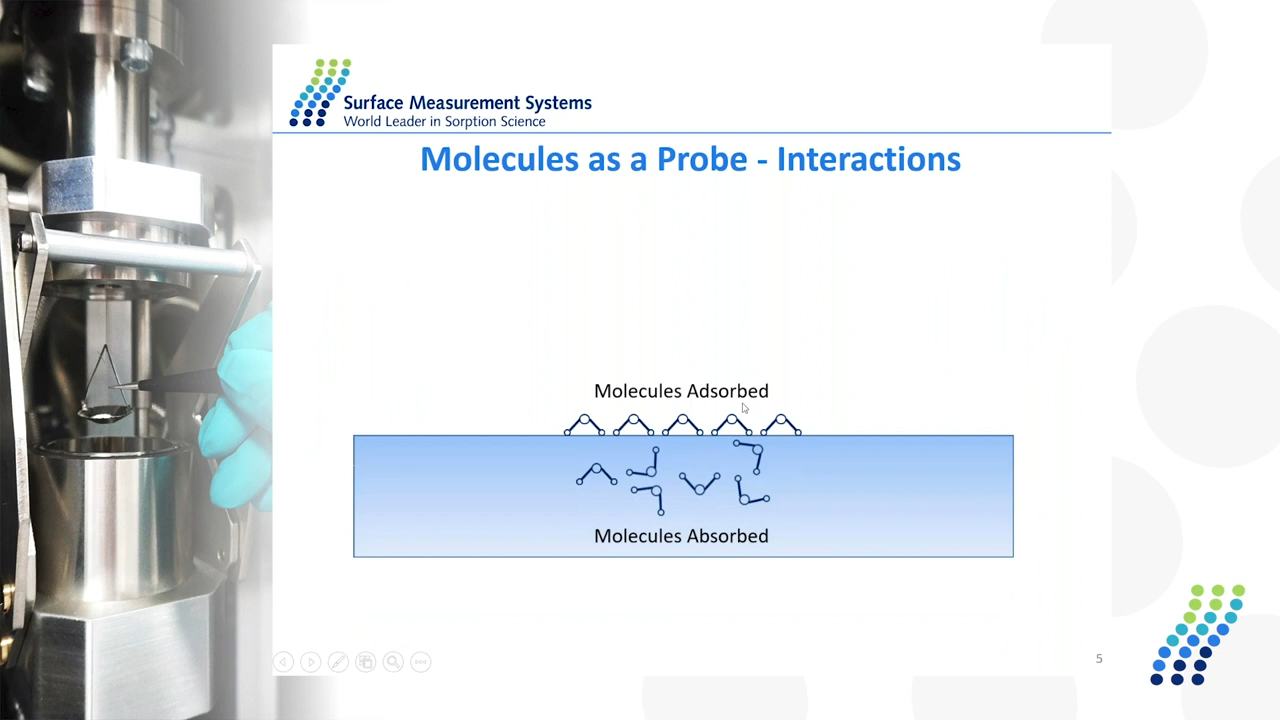 Surface Measurement Systems
World Leader in Sorption Science
Molecules as a Probe - Interactions
Molecules Adsorbed
Molecules Absorbed
5